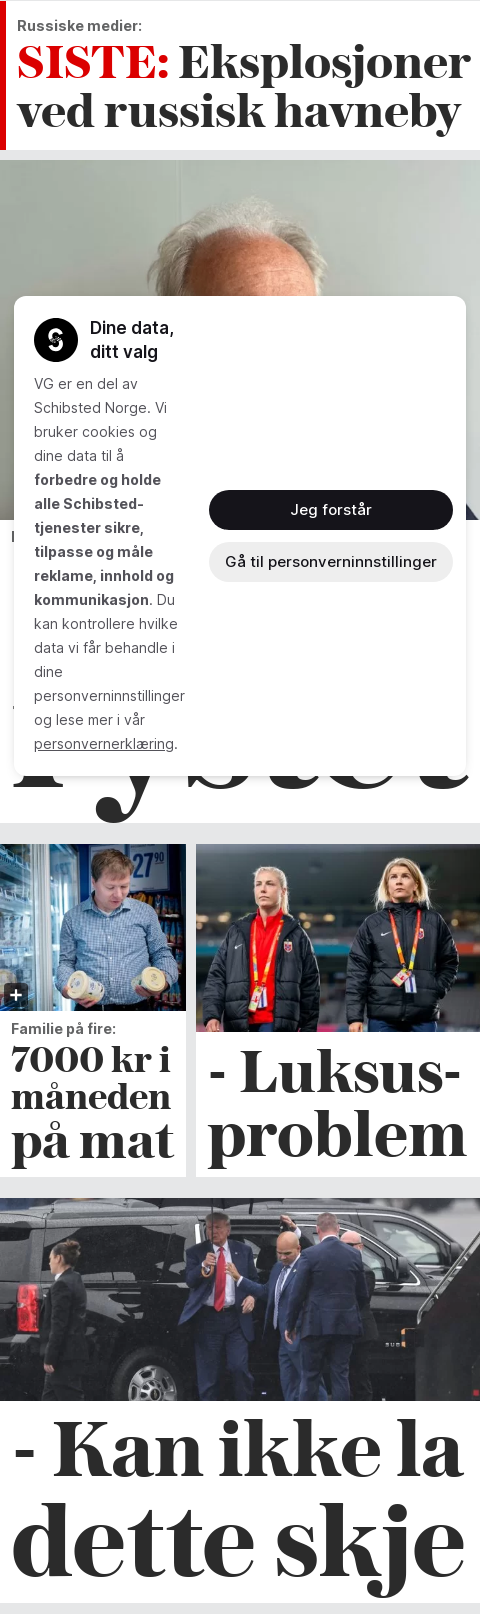 Russiske medier:
SISTE: Eksplosjoner
ved russisk havneby
Dine data,
ditt valg
VG er en del av
Schibsted Norge. Vi
bruker cookies og
dine data til å
forbedre og holde
alle Schibsted-
tjenester sikre,
tilpasse og måle
reklame, innhold og
kommunikasjon. Du
kan kontrollere hvilke
data vi får behandle i
dine
personverninnstillinger
og lese mer i vår
personvernerklæring.
Jeg forstår
Gå til personverninnstillinger
27.90
Familie på fire:
7000 kr i
måneden
på mat
- Luksus-
problem
- Kan ikke la
dette skje